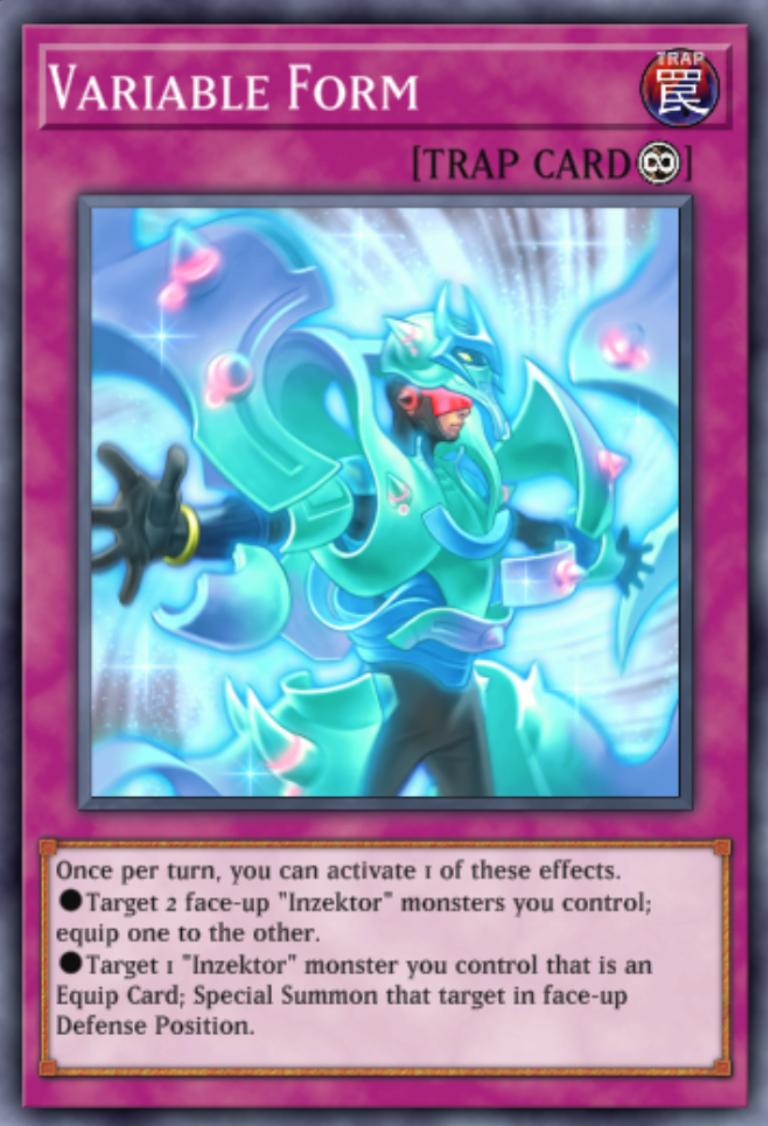 VARIABLE FORM
TRAP
罠
[TRAP CARD]
Once per turn, you can activate 1 of these effects.
●Target 2 face-up "Inzektor" monsters you control;
equip one to the other.
●Target 1 "Inzektor" monster you control that is an
Equip Card; Special Summon that target in face-up
Defense Position.